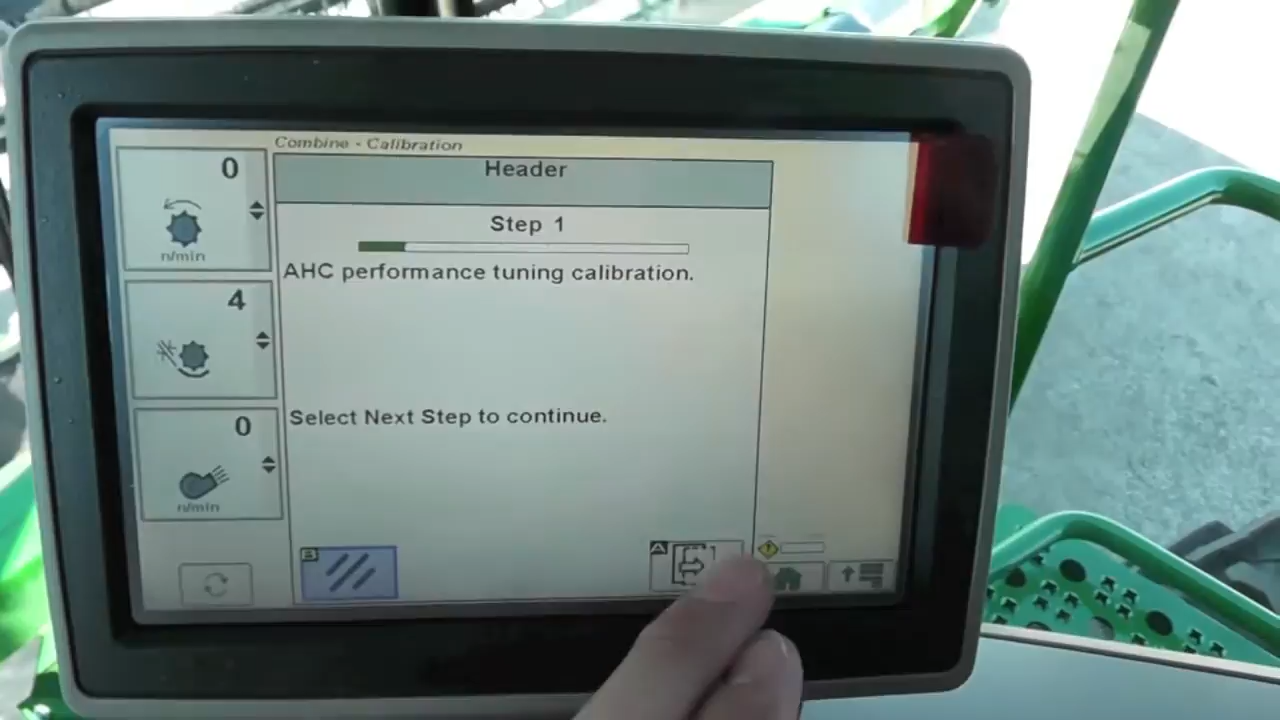 Combine - Calibration
Header
Step 1
AHC performance tuning calibration.
Select Next Step to continue.
0
n/min
4
0
n/min
A